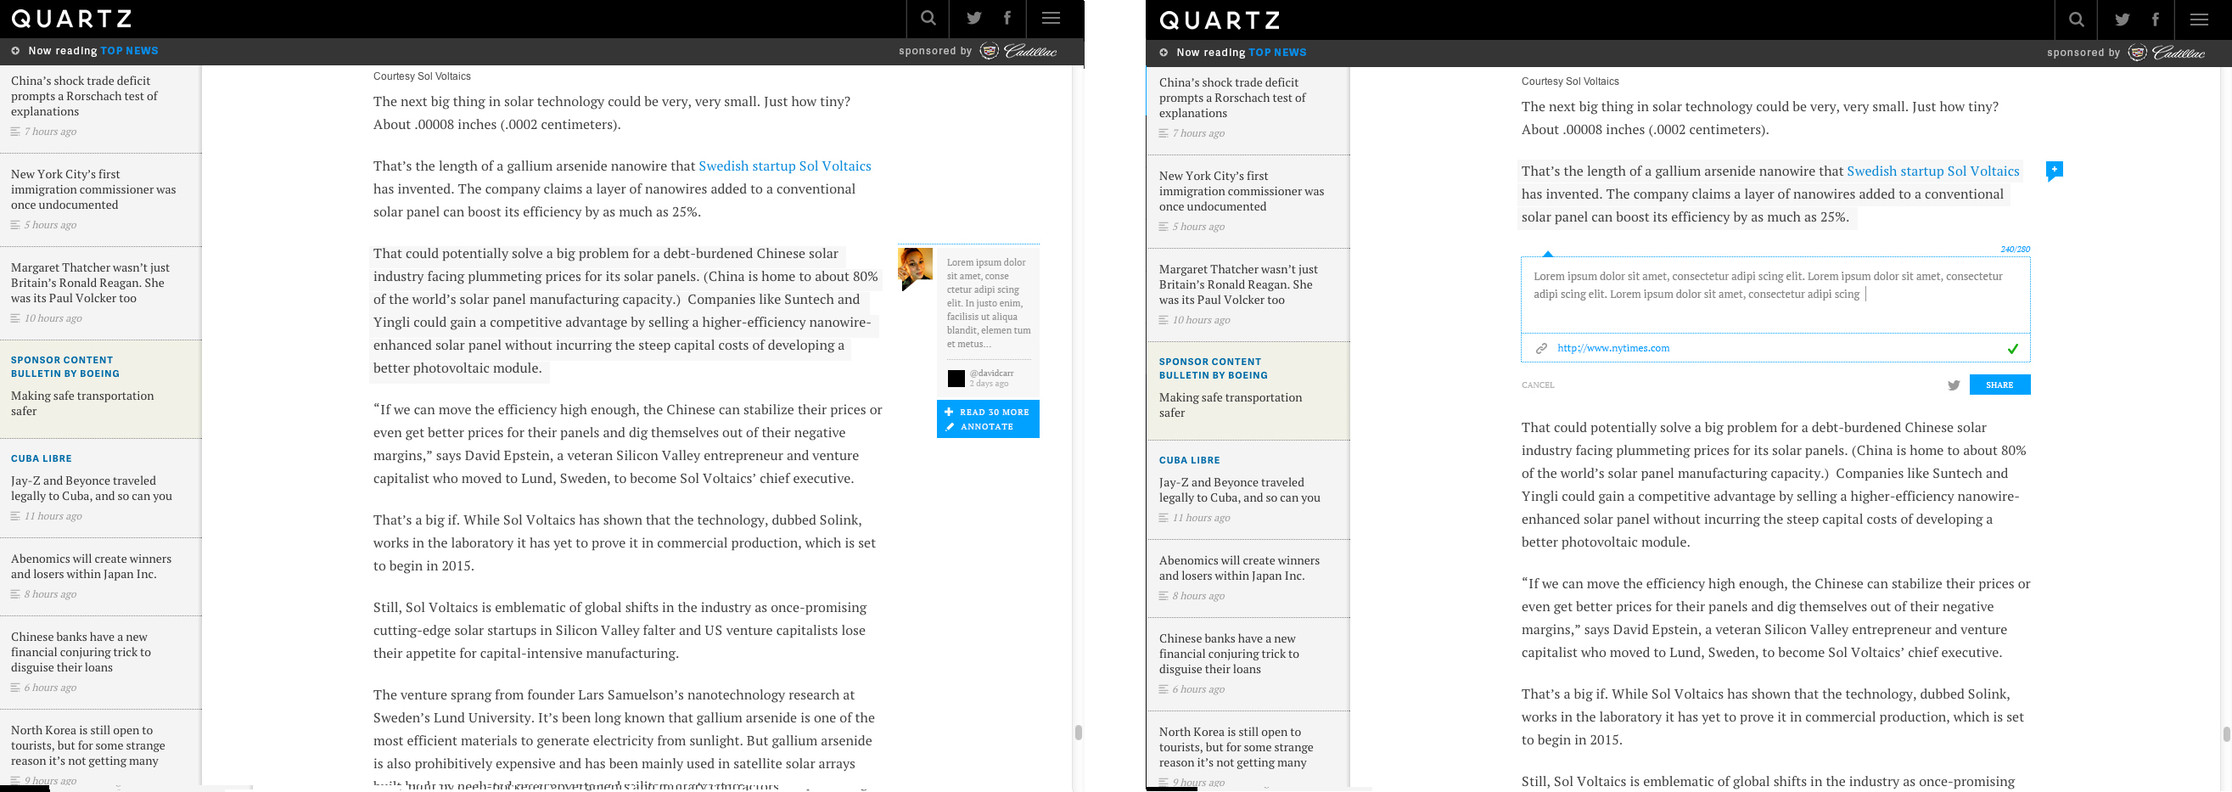 QUARTZ
Now reading TOP NEWS
sponsored by Cadillac
China's shock trade deficit
prompts a Rorschach test of
explanations
7 hours ago
New York City's first
immigration commissioner was
once undocumented
5 hours ago
Margaret Thatcher wasn't just
Britain's Ronald Reagan. She
was its Paul Volcker too
10 hours ago
SPONSOR CONTENT
BULLETIN BY BOEING
Making safe transportation
safer
CUBA LIBRE
Jay-Z and Beyonce traveled
legally to Cuba, and so can you
11 hours ago
Abenomics will create winners
and losers within Japan Inc.
8 hours ago
Chinese banks have a new
financial conjuring trick to
disguise their loans
6 hours ago
North Korea is still open to
tourists, but for some strange
reason it's not getting many
9 hours ago
Courtesy Sol Voltaics
The next big thing in solar technology could be very, very small. Just how tiny?
About .00008 inches (.0002 centimeters).
That's the length of a gallium arsenide nanowire that Swedish startup Sol Voltaics
has invented. The company claims a layer of nanowires added to a conventional
solar panel can boost its efficiency by as much as 25%.
That could potentially solve a big problem for a debt-burdened Chinese solar
industry facing plummeting prices for its solar panels. (China is home to about 80%
of the world's solar panel manufacturing capacity.)  Companies like Suntech and
Yingli could gain a competitive advantage by selling a higher-efficiency nanowire-
enhanced solar panel without incurring the steep capital costs of developing a
better photovoltaic module.
"If we can move the efficiency high enough, the Chinese can stabilize their prices or
even get better prices for their panels and dig themselves out of their negative
margins," says David Epstein, a veteran Silicon Valley entrepreneur and venture
capitalist who moved to Lund, Sweden, to become Sol Voltaics' chief executive.
That's a big if. While Sol Voltaics has shown that the technology, dubbed Solink,
works in the laboratory it has yet to prove it in commercial production, which is set
to begin in 2015.
Still, Sol Voltaics is emblematic of global shifts in the industry as once-promising
cutting-edge solar startups in Silicon Valley falter and US venture capitalists lose
their appetite for capital-intensive manufacturing.
The venture sprang from founder Lars Samuelson's nanotechnology research at
Sweden's Lund University. It's been long known that gallium arsenide is one of the
most efficient materials to generate electricity from sunlight. But gallium arsenide
is also prohibitively expensive and has been mainly used in satellite solar arrays
Lorem ipsum dolor
sit amet, conse
ctetur adipi scing
elit. In justo enim,
facilisis ut aliqua
blandit, elemen tum
et metus...
@davidcarr
2 days ago
READ 30 MORE
ANNOTATE
QUARTZ
Now reading TOP NEWS
sponsored by Cadillac
China's shock trade deficit
prompts a Rorschach test of
explanations
7 hours ago
New York City's first
immigration commissioner was
once undocumented
5 hours ago
Margaret Thatcher wasn't just
Britain's Ronald Reagan. She
was its Paul Volcker too
10 hours ago
SPONSOR CONTENT
BULLETIN BY BOEING
Making safe transportation
safer
CUBA LIBRE
Jay-Z and Beyonce traveled
legally to Cuba, and so can you
11 hours ago
Abenomics will create winners
and losers within Japan Inc.
8 hours ago
Chinese banks have a new
financial conjuring trick to
disguise their loans
6 hours ago
North Korea is still open to
tourists, but for some strange
reason it's not getting many
9 hours ago
Courtesy Sol Voltaics
The next big thing in solar technology could be very, very small. Just how tiny?
About .00008 inches (.0002 centimeters).
That's the length of a gallium arsenide nanowire that Swedish startup Sol Voltaics
has invented. The company claims a layer of nanowires added to a conventional
solar panel can boost its efficiency by as much as 25%.
240/280
Lorem ipsum dolor sit amet, consectetur adipi scing elit. Lorem ipsum dolor sit amet, consectetur
adipi scing elit. Lorem ipsum dolor sit amet, consectetur adipi scing
http://www.nytimes.com
CANCEL
SHARE
That could potentially solve a big problem for a debt-burdened Chinese solar
industry facing plummeting prices for its solar panels. (China is home to about 80%
of the world's solar panel manufacturing capacity.)  Companies like Suntech and
Yingli could gain a competitive advantage by selling a higher-efficiency nanowire-
enhanced solar panel without incurring the steep capital costs of developing a
better photovoltaic module.
"If we can move the efficiency high enough, the Chinese can stabilize their prices or
even get better prices for their panels and dig themselves out of their negative
margins," says David Epstein, a veteran Silicon Valley entrepreneur and venture
capitalist who moved to Lund, Sweden, to become Sol Voltaics' chief executive.
That's a big if. While Sol Voltaics has shown that the technology, dubbed Solink,
works in the laboratory it has yet to prove it in commercial production, which is set
to begin in 2015.
Still, Sol Voltaics is emblematic of global shifts in the industry as once-promising